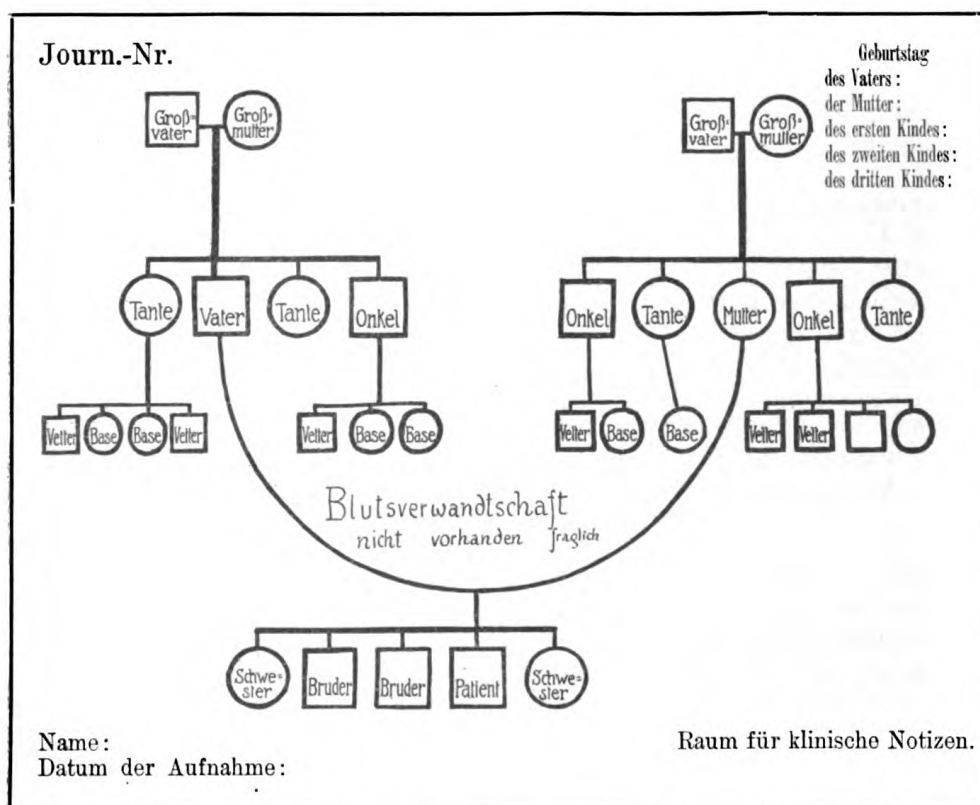 Journ.-Nr.
Geburtstag
des Vaters:
der Mutter:
des ersten Kindes:
des zweiten Kindes:
des dritten Kindes:
Groß-
vater
Groß-
mutter
Groß-
vater
Groß-
mutter
Tante
Vater
Tante
Onkel
Onkel
Tante
Mutter
Onkel
Tante
Vetter
Base
Base
Vetter
Vetter
Base
Base
Vetter
Base
Base
Vetter
Vetter
Blutsverwandtschaft
nicht vorhanden fraglich
Schwe-
ster
Bruder
Bruder
Patient
Schwe-
ster
Name:
Raum für klinische Notizen.
Datum der Aufnahme: